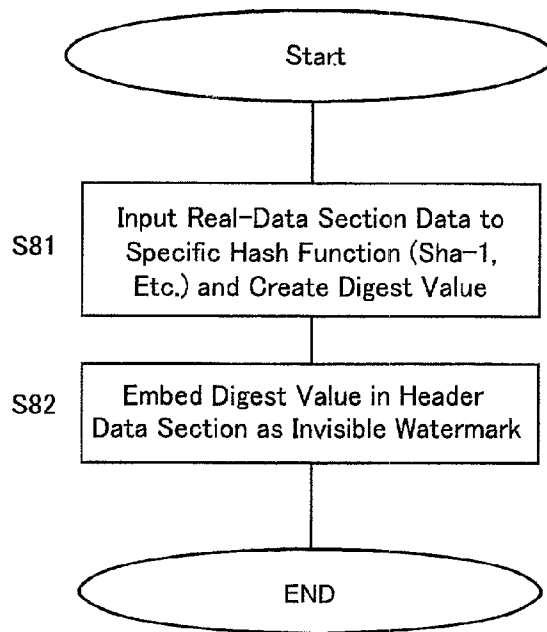 Start
S81
Input Real-Data Section Data to
Specific Hash Function (Sha-1,
Etc.) and Create Digest Value
S82
Embed Digest Value in Header
Data Section as Invisible Watermark
END